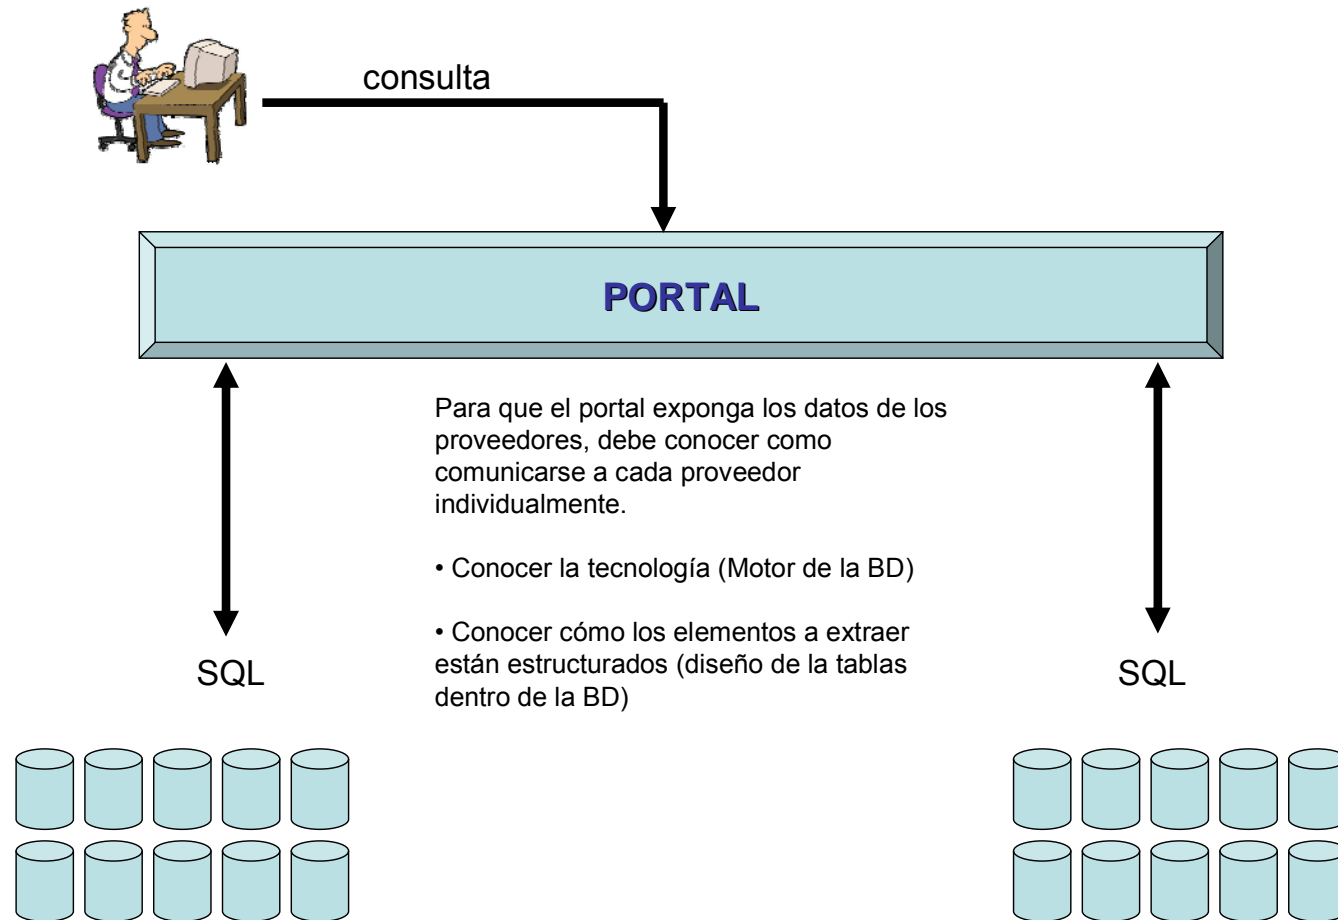 consulta
PORTAL
Para que el portal exponga los datos de los
proveedores, debe conocer como
comunicarse a cada proveedor
individualmente.
• Conocer la tecnología (Motor de la BD)
• Conocer cómo los elementos a extraer
están estructurados (diseño de la tablas
dentro de la BD)
SQL
SQL